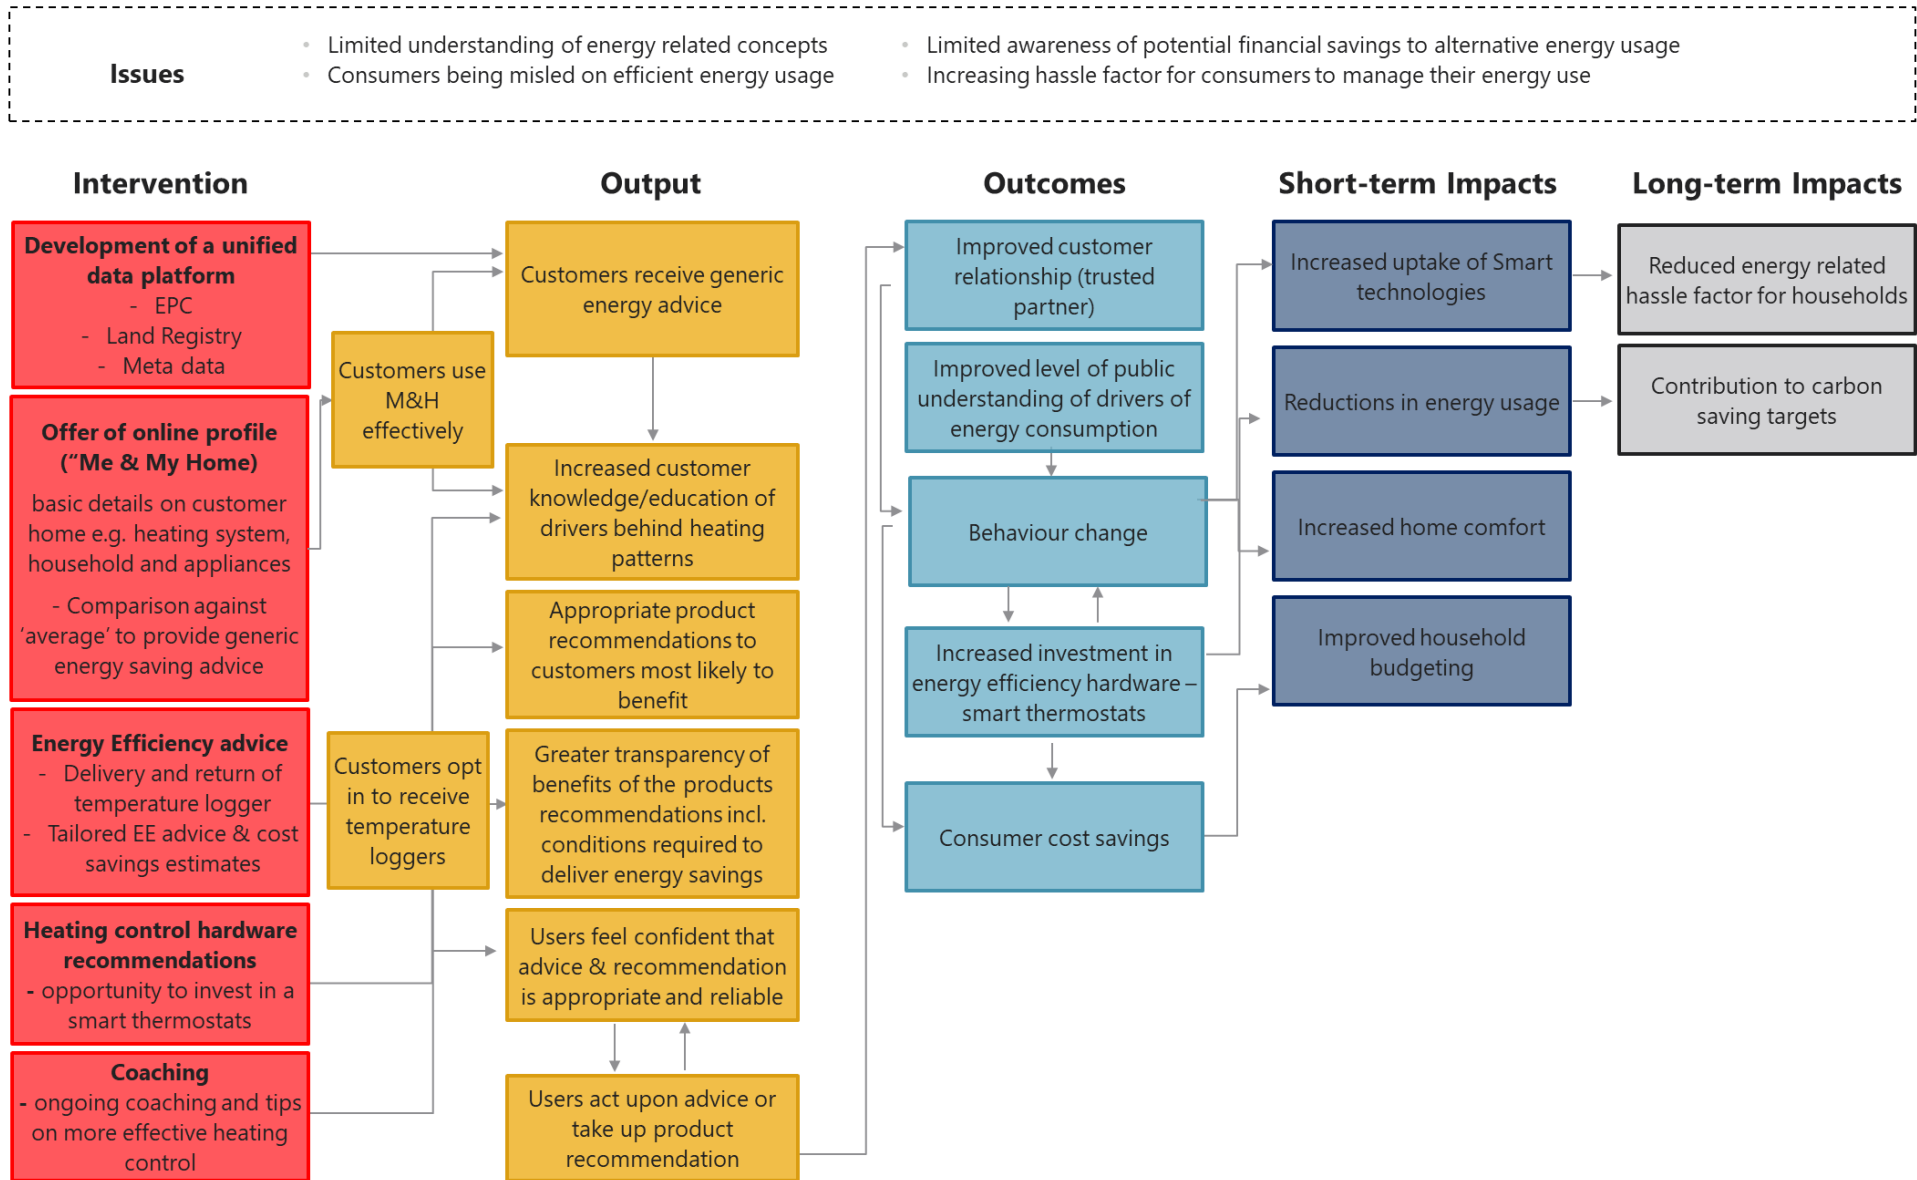 Issues
• Limited understanding of energy related concepts
• Consumers being misled on efficient energy usage
• Limited awareness of potential financial savings to alternative energy usage
• Increasing hassle factor for consumers to manage their energy use
Intervention
Output
Outcomes
Short-term Impacts
Long-term Impacts
Development of a unified
data platform
- EPC
- Land Registry
- Meta data
Offer of online profile
(“Me & My Home)
basic details on customer
home e.g. heating system,
household and appliances
- Comparison against
‘average’ to provide generic
energy saving advice
Energy Efficiency advice
- Delivery and return of
temperature logger
- Tailored EE advice & cost
savings estimates
Heating control hardware
recommendations
- opportunity to invest in a
smart thermostats
Coaching
- ongoing coaching and tips
on more effective heating
control
Customers use
M&H
effectively
Customers opt
in to receive
temperature
loggers
Customers receive generic
energy advice
Increased customer
knowledge/education of
drivers behind heating
patterns
Appropriate product
recommendations to
customers most likely to
benefit
Greater transparency of
benefits of the products
recommendations incl.
conditions required to
deliver energy savings
Users feel confident that
advice & recommendation
is appropriate and reliable
Users act upon advice or
take up product
recommendation
Improved customer
relationship (trusted
partner)
Improved level of public
understanding of drivers of
energy consumption
Behaviour change
Increased investment in
energy efficiency hardware –
smart thermostats
Consumer cost savings
Increased uptake of Smart
technologies
Reductions in energy usage
Increased home comfort
Improved household
budgeting
Reduced energy related
hassle factor for households
Contribution to carbon
saving targets